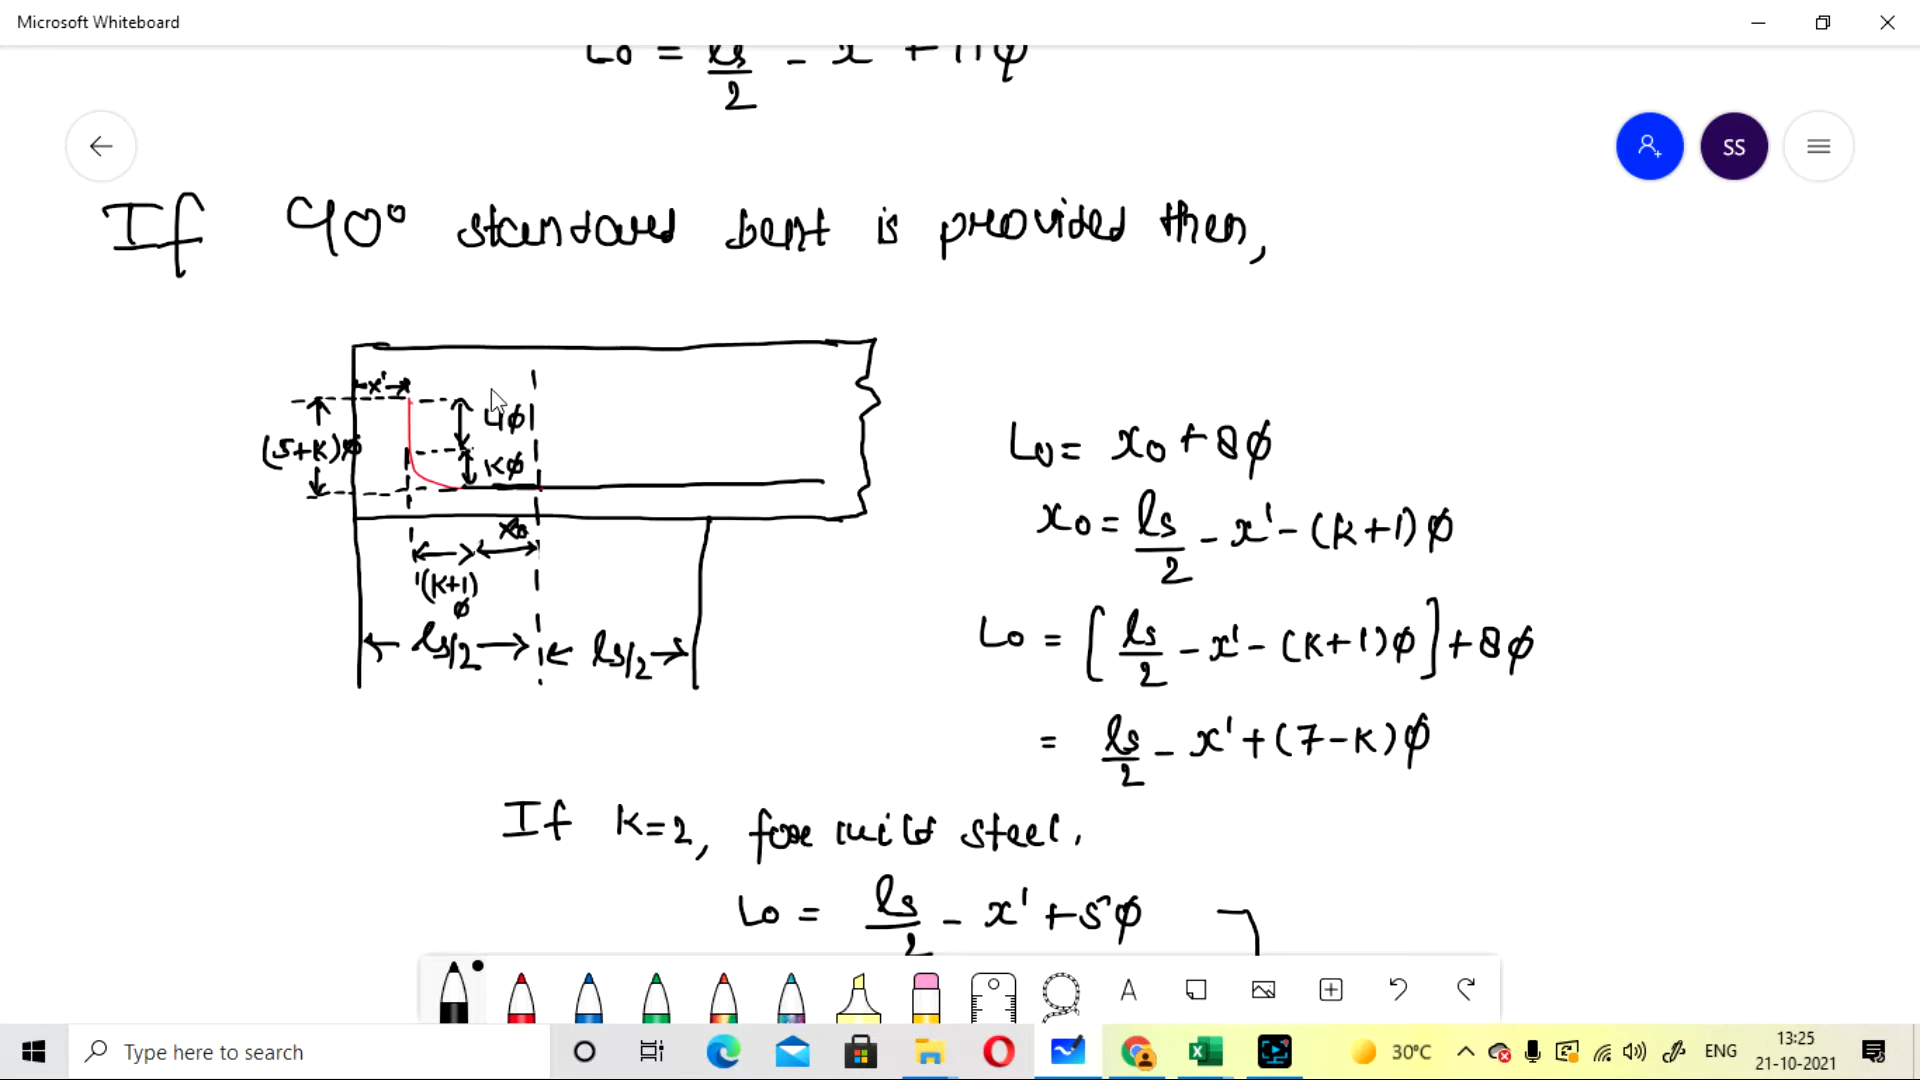 Microsoft Whiteboard
Lo = ls/2 - x' + 11φ
SS
If 90° standard bent is provided then,
x'
(5+k)φ
4φ
kφ
x0
(k+1)φ
ls/2
ls/2
Lo = x0 + 8φ
x0 = ls/2 - x' - (k+1)φ
Lo = [ls/2 - x' - (k+1)φ] + 8φ
= ls/2 - x' + (7-k)φ
If k=2, for mild steel.
Lo = ls/2 - x' + 5φ
A
Type here to search
30°C
ENG
13:25
21-10-2021